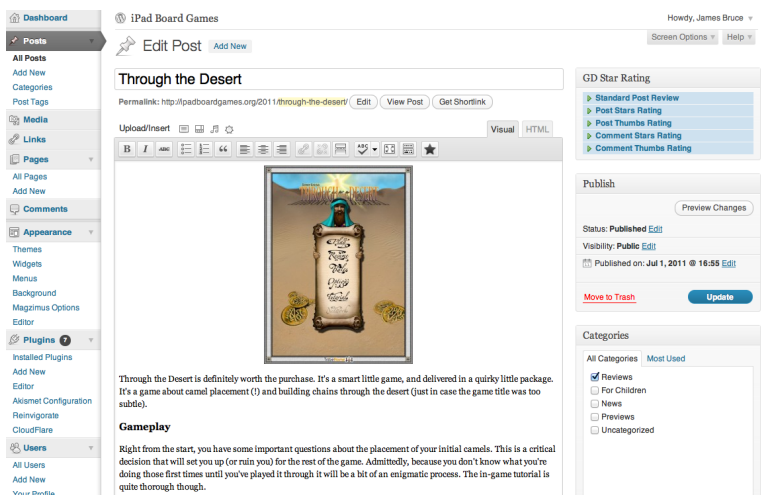 Dashboard
Posts
All Posts
Add New
Categories
Post Tags
Media
Links
Pages
All Pages
Add New
Comments
Appearance
Themes
Widgets
Menus
Background
Magzimus Options
Editor
Plugins 7
Installed Plugins
Add New
Editor
Akismet Configuration
Reinvigorate
CloudFlare
Users
All Users
Add New
Your Profile
iPad Board Games
Howdy, James Bruce
Screen Options
Help
Edit Post Add New
Through the Desert
Permalink: http://ipadboardgames.org/2011/through-the-desert/ Edit View Post Get Shortlink
Upload/Insert
Visual HTML
B I ABC “ ABC
THROUGH THE DESERT
Through the Desert is definitely worth the purchase. It's a smart little game, and delivered in a quirky little package.
It's a game about camel placement (!) and building chains through the desert (just in case the game title was too
subtle).
Gameplay
Right from the start, you have some important questions about the placement of your initial camels. This is a critical
decision that will set you up (or ruin you) for the rest of the game. Admittedly, because you don't know what you're
doing those first times until you've played it through it will be a bit of an enigmatic process. The in-game tutorial is
quite thorough though.
GD Star Rating
Standard Post Review
Post Stars Rating
Post Thumbs Rating
Comment Stars Rating
Comment Thumbs Rating
Publish
Preview Changes
Status: Published Edit
Visibility: Public Edit
Published on: Jul 1, 2011 @ 16:55 Edit
Move to Trash
Update
Categories
All Categories Most Used
Reviews
For Children
News
Previews
Uncategorized